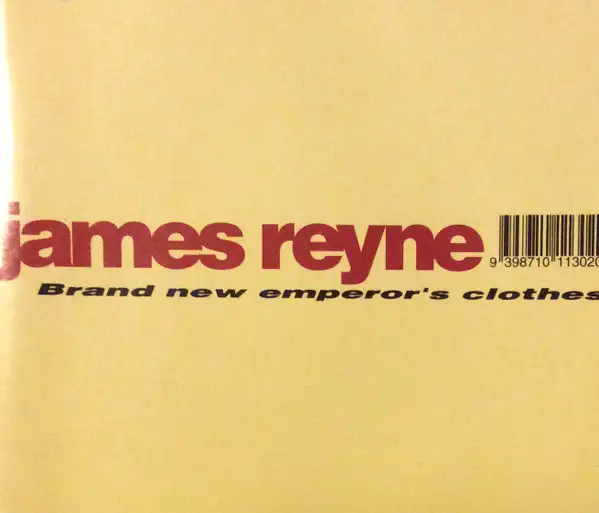 james reyne
9 398710 113020
Brand new emperor's clothes